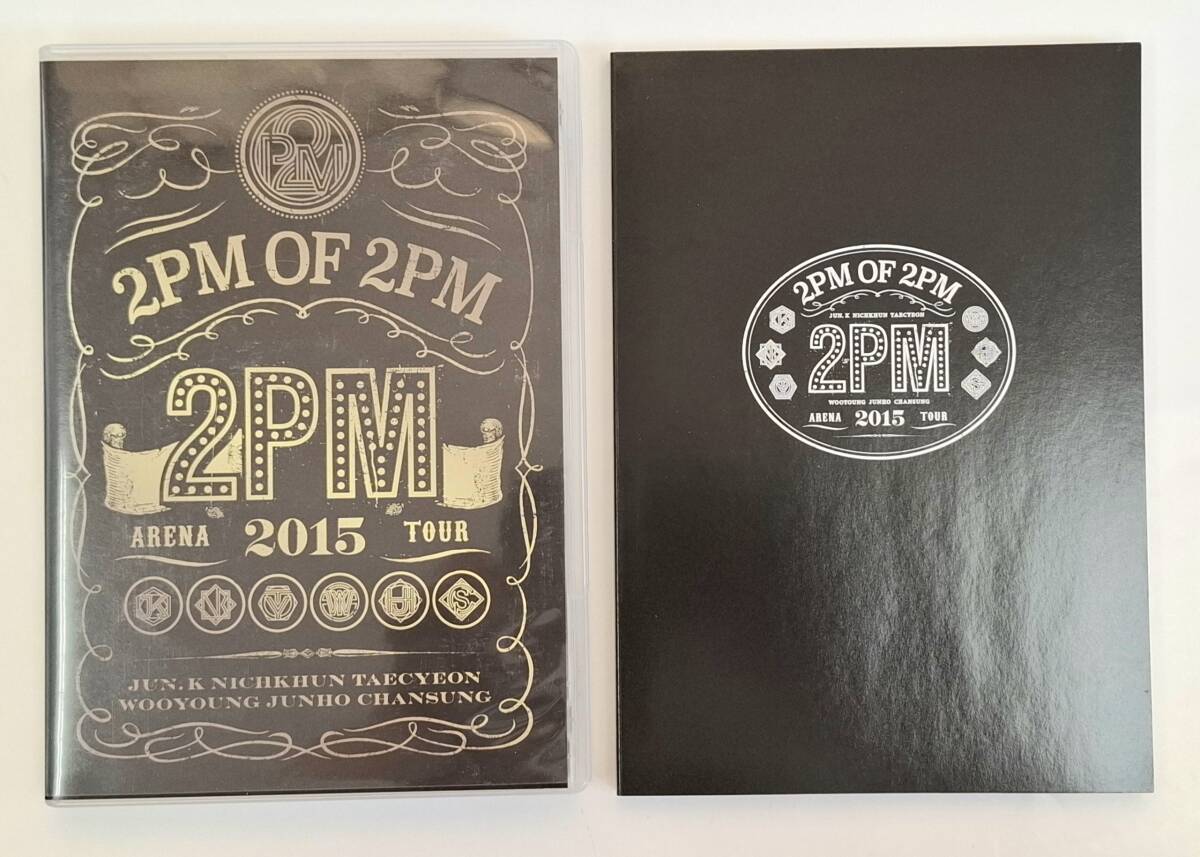 2PM
2PM OF 2PM
2PM
ARENA 2015 TOUR
K N T W J S
JUN. K NICHKHUN TAECYEON
WOOYOUNG JUNHO CHANSUNG
2PM OF 2PM
JUN. K NICHKHUN TAECYEON
2PM
WOOYOUNG JUNHO CHANSUNG
ARENA 2015 TOUR